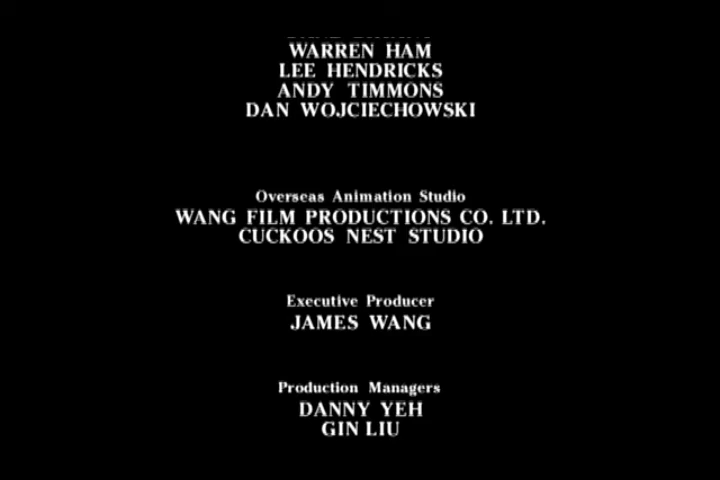 WARREN HAM
LEE HENDRICKS
ANDY TIMMONS
DAN WOJCIECHOWSKI
Overseas Animation Studio
WANG FILM PRODUCTIONS CO. LTD.
CUCKOOS NEST STUDIO
Executive Producer
JAMES WANG
Production Managers
DANNY YEH
GIN LIU